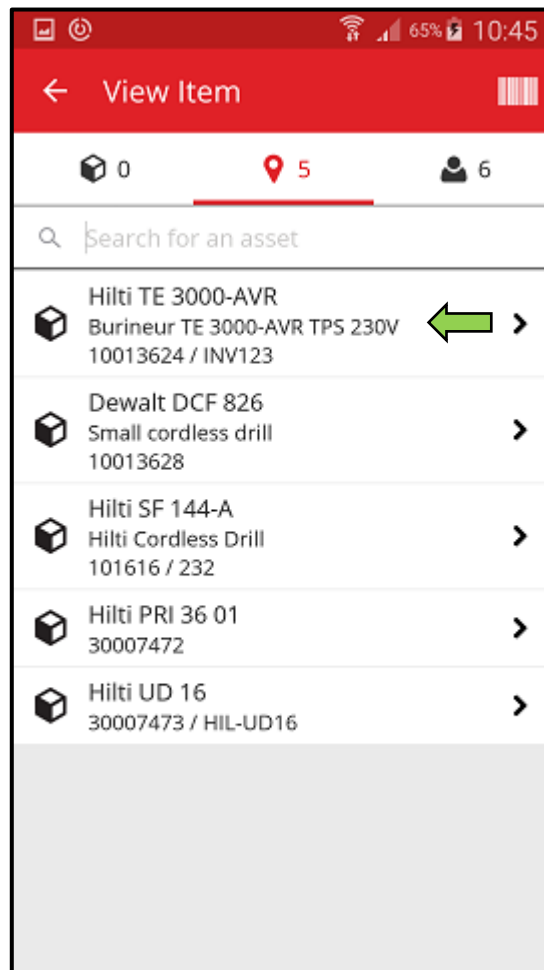 65% 10:45
View Item
0 5 6
Search for an asset
Hilti TE 3000-AVR
Burineur TE 3000-AVR TPS 230V
10013624 / INV123
Dewalt DCF 826
Small cordless drill
10013628
Hilti SF 144-A
Hilti Cordless Drill
101616 / 232
Hilti PRI 36 01
30007472
Hilti UD 16
30007473 / HIL-UD16